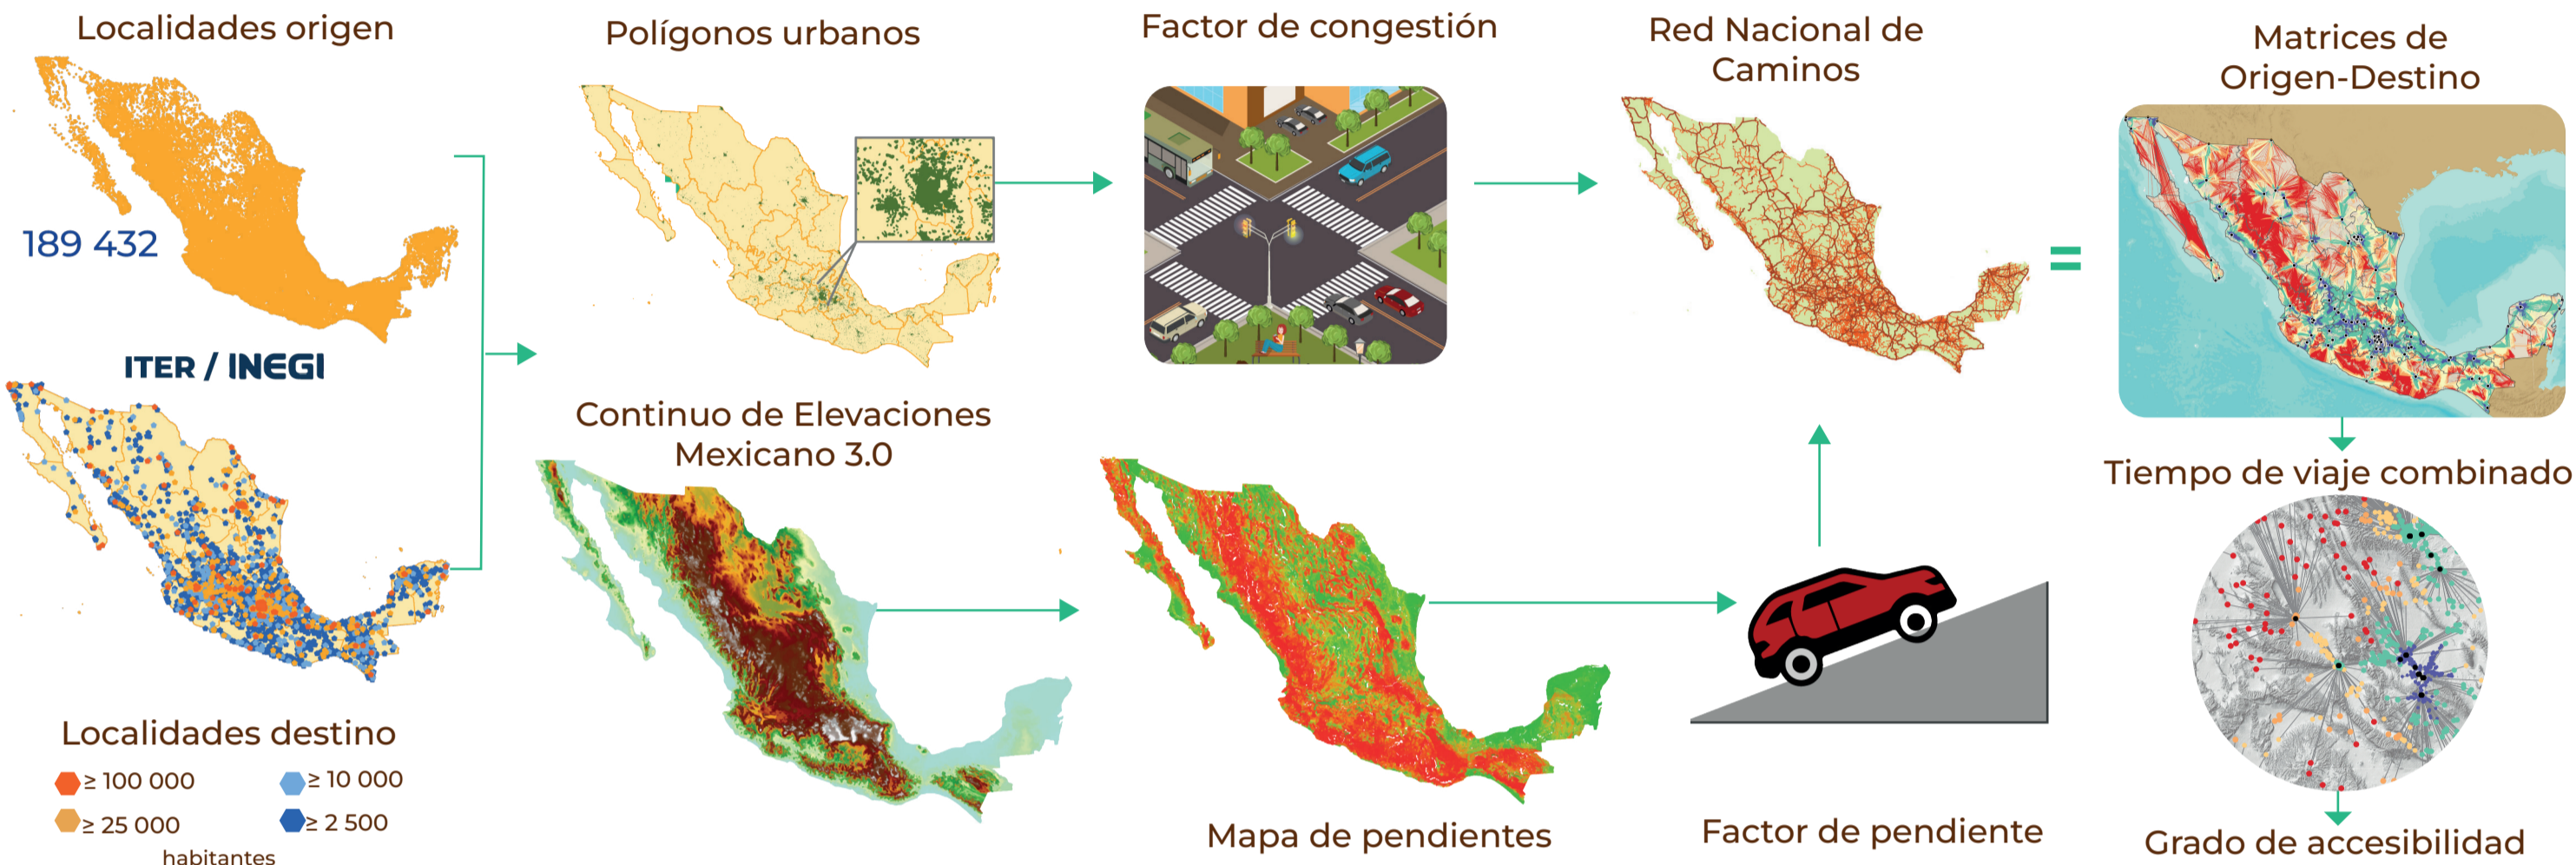 Localidades origen
189 432
ITER / INEGI
Localidades destino
≥ 100 000
≥ 10 000
≥ 25 000
≥ 2 500
habitantes
Polígonos urbanos
Continuo de Elevaciones
Mexicano 3.0
Factor de congestión
Mapa de pendientes
Red Nacional de
Caminos
Factor de pendiente
=
Matrices de
Origen-Destino
Tiempo de viaje combinado
Grado de accesibilidad